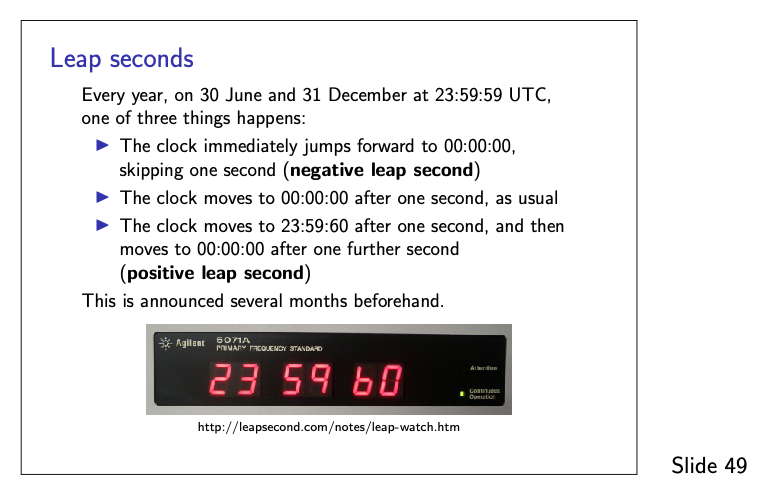 Leap seconds
Every year, on 30 June and 31 December at 23:59:59 UTC,
one of three things happens:
▶ The clock immediately jumps forward to 00:00:00,
skipping one second (negative leap second)
▶ The clock moves to 00:00:00 after one second, as usual
▶ The clock moves to 23:59:60 after one second, and then
moves to 00:00:00 after one further second
(positive leap second)
This is announced several months beforehand.
Agilent 5071A
PRIMARY FREQUENCY STANDARD
23 59 60
Attention
Continuous
Operation
http://leapsecond.com/notes/leap-watch.htm
Slide 49